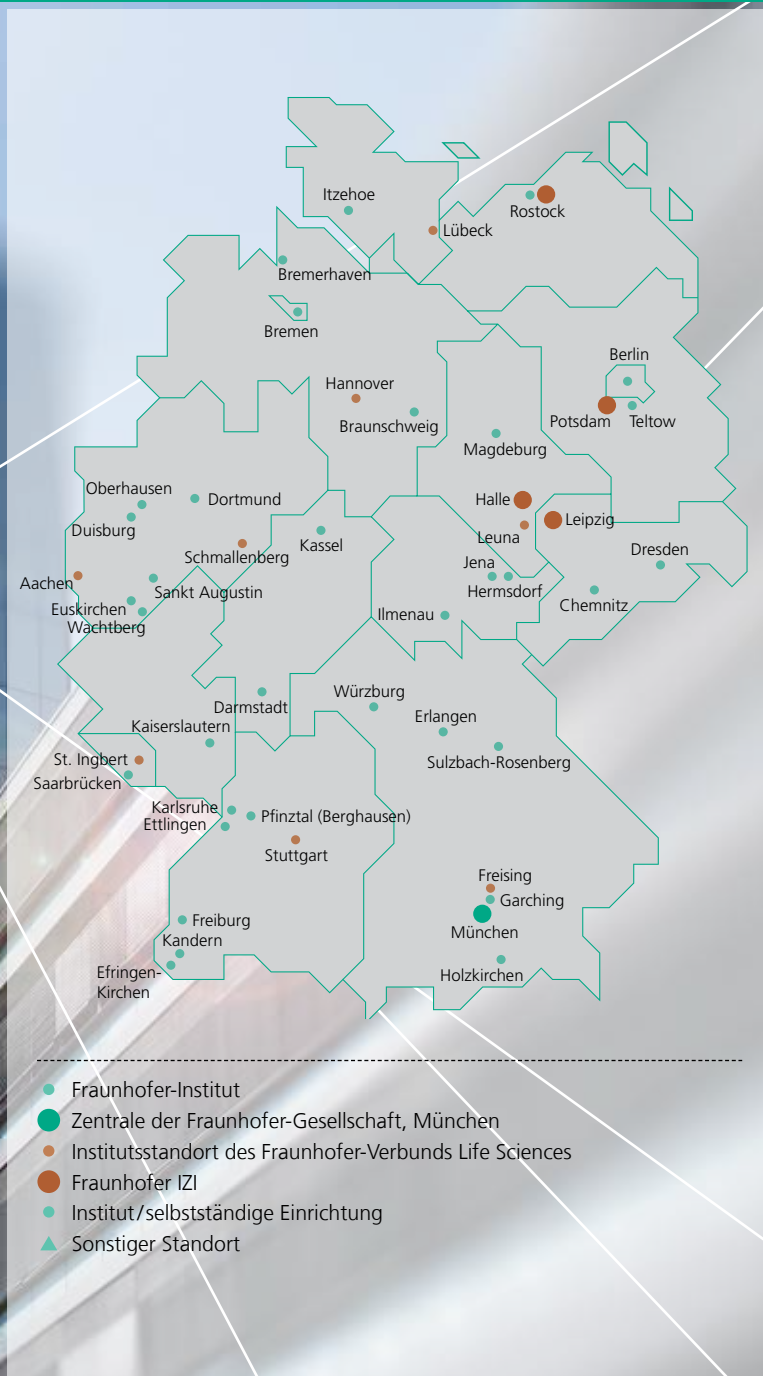 Itzehoe
Rostock
Lübeck
Bremerhaven
Bremen
Berlin
Hannover
Potsdam
Teltow
Braunschweig
Magdeburg
Oberhausen
Dortmund
Halle
Duisburg
Leipzig
Leuna
Kassel
Schmallenberg
Dresden
Jena
Aachen
Sankt Augustin
Hermsdorf
Chemnitz
Euskirchen
Ilmenau
Wachtberg
Würzburg
Darmstadt
Erlangen
Kaiserslautern
St. Ingbert
Sulzbach-Rosenberg
Saarbrücken
Karlsruhe
Pfinztal (Berghausen)
Ettlingen
Stuttgart
Freising
Garching
Freiburg
München
Kandern
Efringen-
Kirchen
Holzkirchen
Fraunhofer-Institut
Zentrale der Fraunhofer-Gesellschaft, München
Institutsstandort des Fraunhofer-Verbunds Life Sciences
Fraunhofer IZI
Institut/selbstständige Einrichtung
Sonstiger Standort